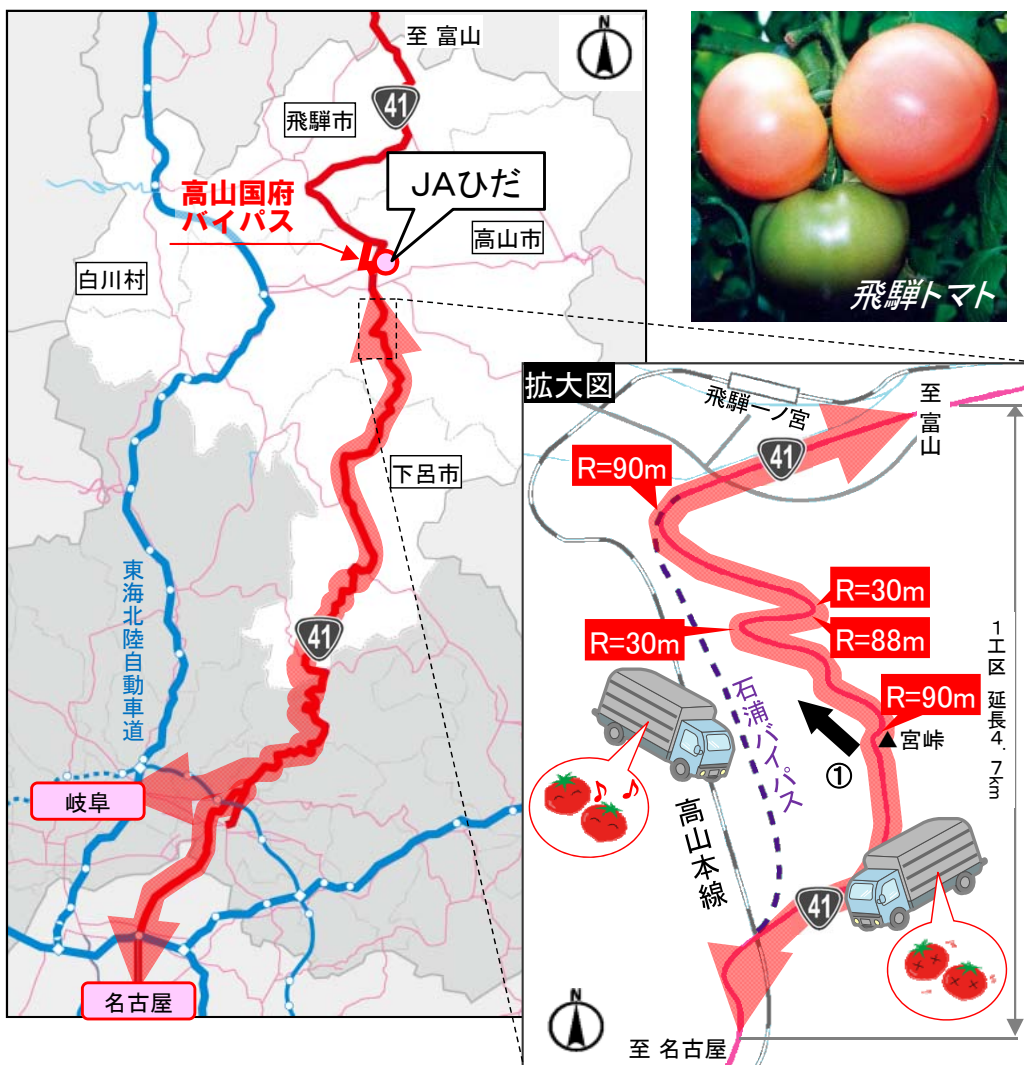 N
至 富山
41
飛騨市
JAひだ
高山国府
バイパス
高山市
白川村
下呂市
41
東海北陸自動車道
岐阜
名古屋
飛騨トマト
拡大図
飛騨一ノ宮
至 富山
41
R=90m
R=30m
R=30m
R=88m
R=90m
▲宮峠
①
石浦バイパス
高山本線
1工区 延長4.7km
41
N
至 名古屋